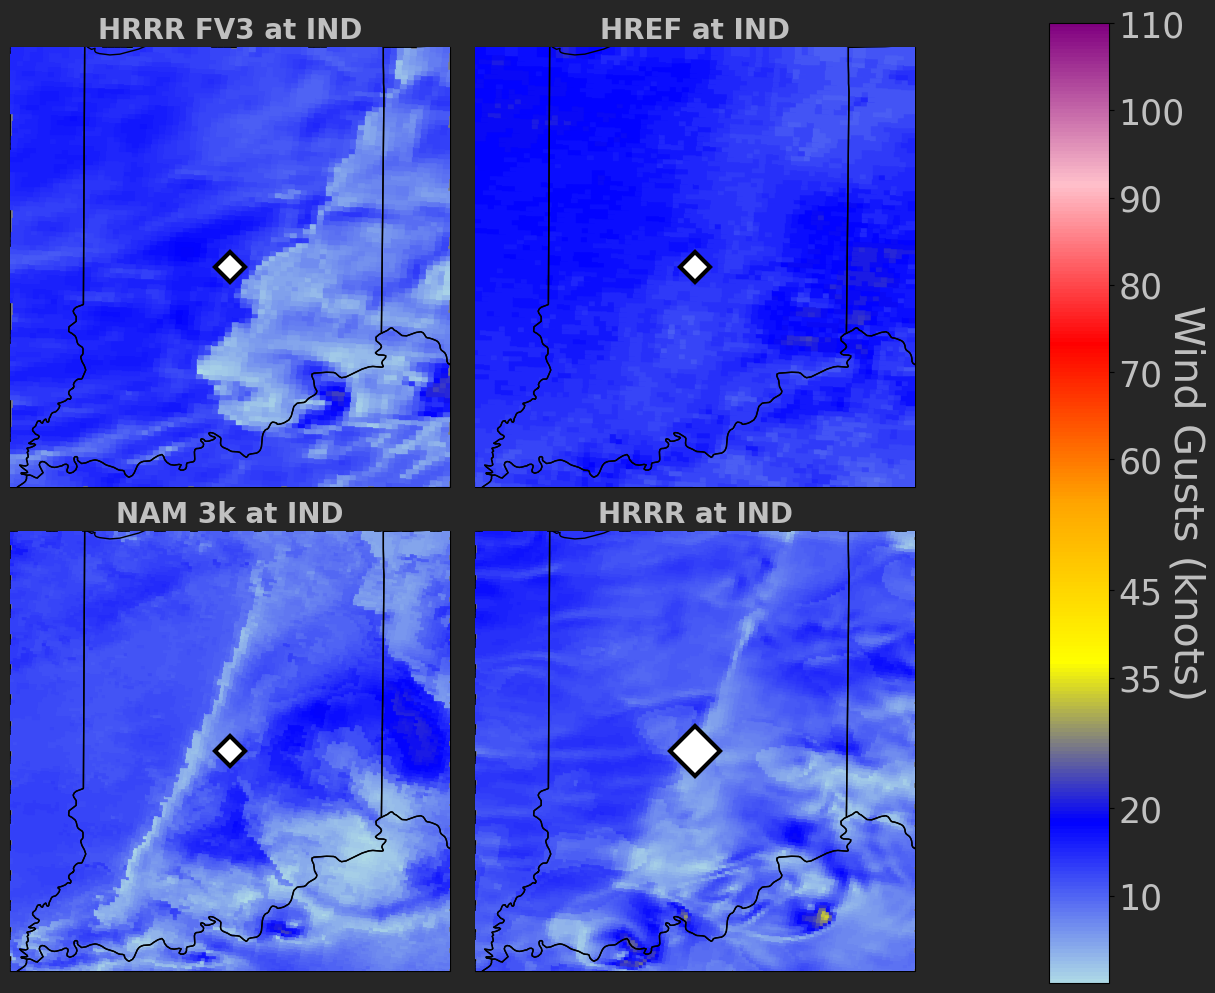 HRRR FV3 at IND
HREF at IND
NAM 3k at IND
HRRR at IND
110
100
90
80
70
60
45
35
20
10
Wind Gusts (knots)